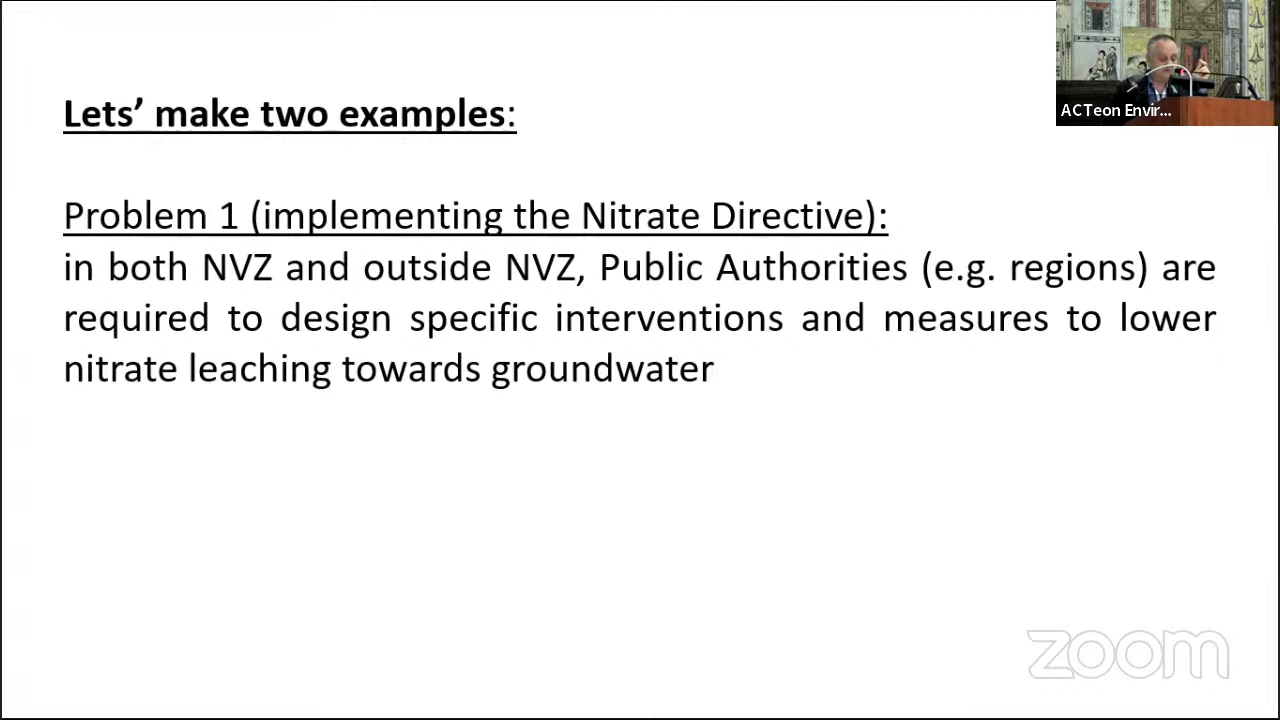 Lets' make two examples:
ACTeon Envir...
Problem 1 (implementing the Nitrate Directive):
in both NVZ and outside NVZ, Public Authorities (e.g. regions) are
required to design specific interventions and measures to lower
nitrate leaching towards groundwater
zoom